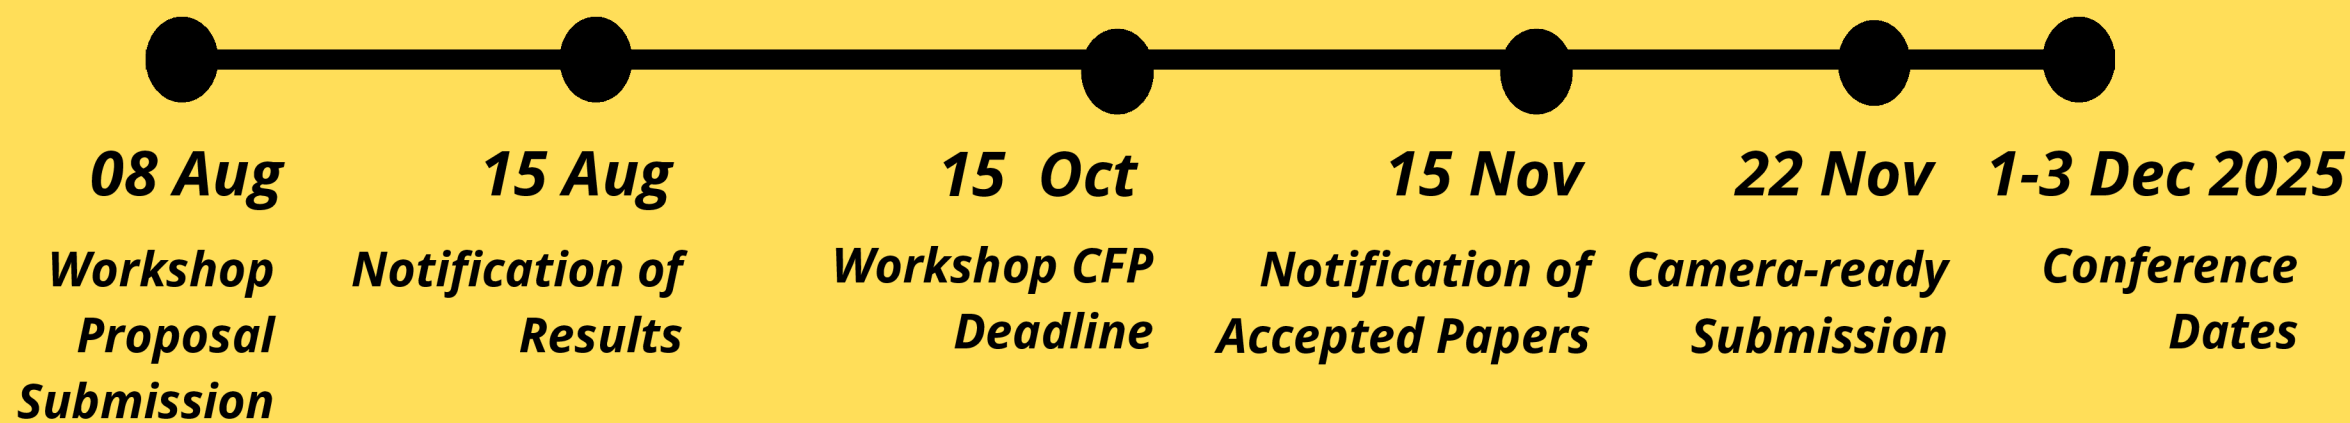 08 Aug
Workshop
Proposal
Submission
15 Aug
Notification of
Results
15 Oct
Workshop CFP
Deadline
15 Nov
Notification of
Accepted Papers
22 Nov
Camera-ready
Submission
1-3 Dec 2025
Conference
Dates